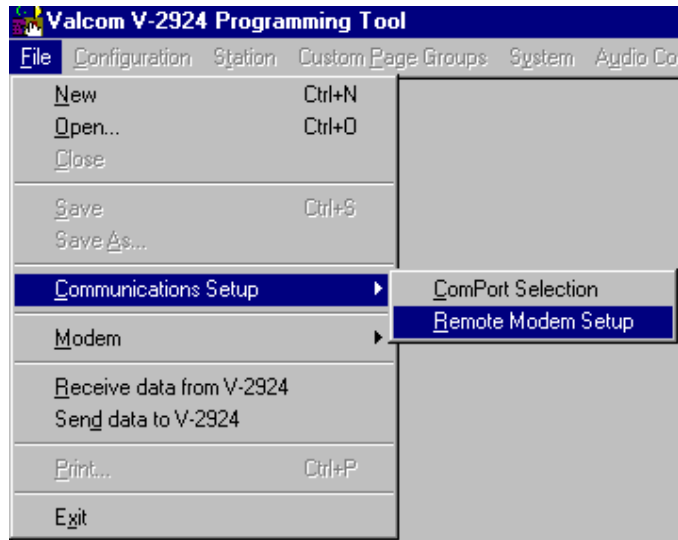 Valcom V-2924 Programming Tool
File Configuration Station Custom Page Groups System Audio Co
New Ctrl+N
Open... Ctrl+O
Close
Save Ctrl+S
Save As...
Communications Setup
ComPort Selection
Remote Modem Setup
Modem
Receive data from V-2924
Send data to V-2924
Print... Ctrl+P
Exit